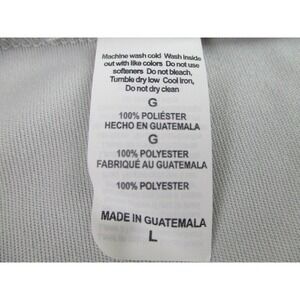 Machine wash cold Wash Inside
out with like colors Do not use
softeners Do not bleach,
Tumble dry low Cool Iron,
Do not dry clean
G
100% POLIÉSTER
HECHO EN GUATEMALA
G
100% POLYESTER
FABRIQUÉ AU GUATEMALA
100% POLYESTER
MADE IN GUATEMALA
L